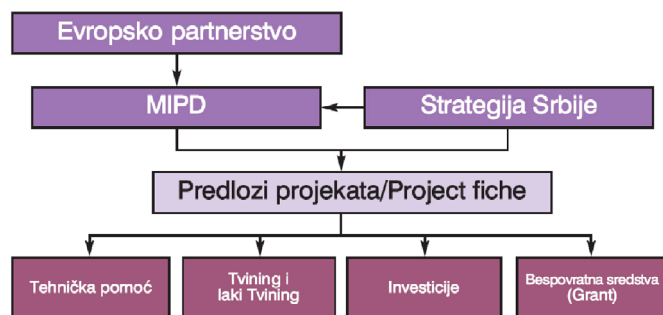 Evropsko partnerstvo
MIPD
Strategija Srbije
Predlozi projekata/Project fiche
Tehnička pomoć
Tvining i
laki Tvining
Investicije
Bespovratna sredstva
(Grant)